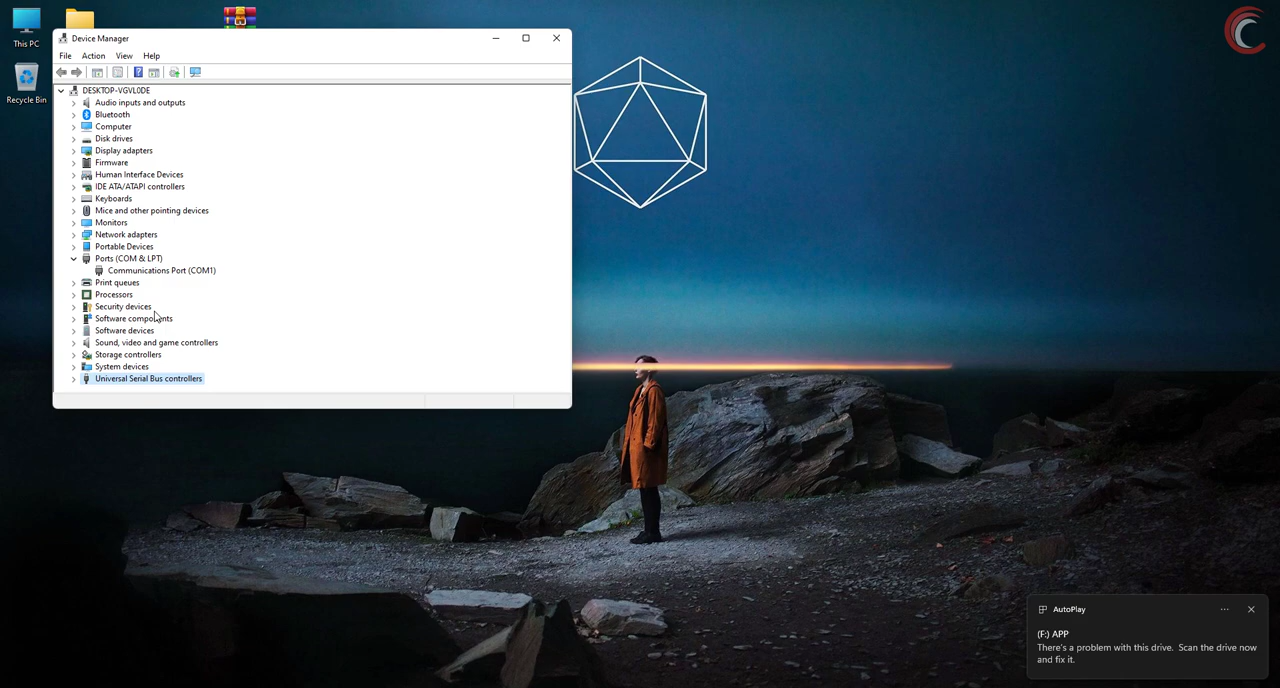 This PC
Recycle Bin
Device Manager
File Action View Help
DESKTOP-VGVL0DE
Audio inputs and outputs
Bluetooth
Computer
Disk drives
Display adapters
Firmware
Human Interface Devices
IDE ATA/ATAPI controllers
Keyboards
Mice and other pointing devices
Monitors
Network adapters
Portable Devices
Ports (COM & LPT)
Communications Port (COM1)
Print queues
Processors
Security devices
Software components
Software devices
Sound, video and game controllers
Storage controllers
System devices
Universal Serial Bus controllers
AutoPlay
(F:) APP
There's a problem with this drive. Scan the drive now
and fix it.